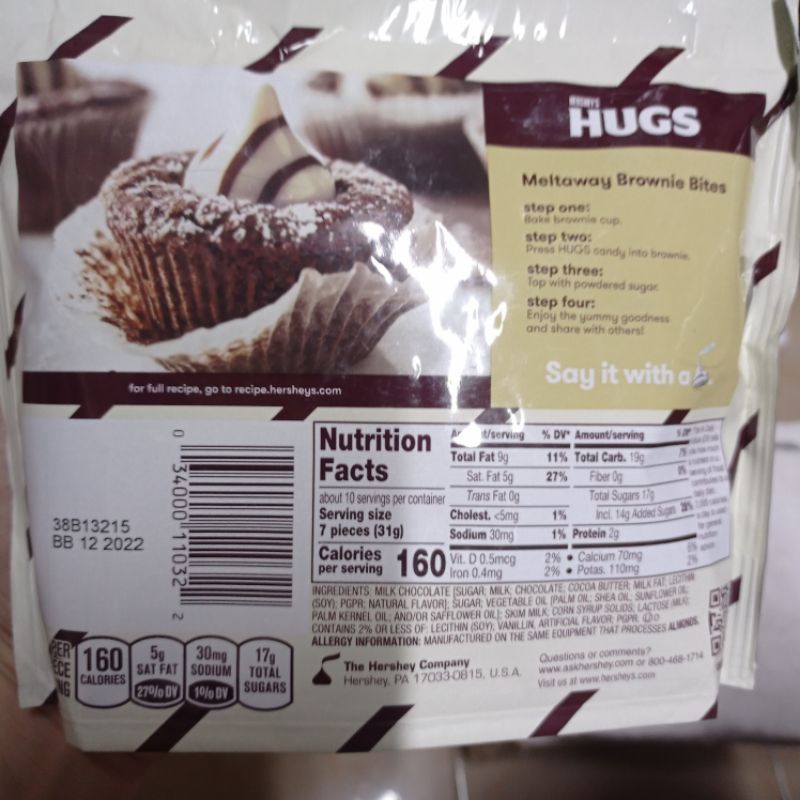 HERSHEY'S
HUGS
Meltaway Brownie Bites
step one:
Bake brownie cup.
step two:
Press HUGS candy into brownie.
step three:
Top with powdered sugar.
step four:
Enjoy the yummy goodness
and share with others!
Say it with a
for full recipe, go to recipe.hersheys.com
38B13215
BB 12 2022
0 34000 11032 2
Nutrition
Facts
about 10 servings per container
Serving size
7 pieces (31g)
Calories
per serving 160
/serving % DV* Amount/serving
Total Fat 9g 11% Total Carb. 19g 7%
Sat. Fat 5g 27% Fiber 0g 0%
Trans Fat 0g Total Sugars 17g
Cholest. <5mg 1% Incl. 14g Added Sugars 28%
Sodium 30mg 1% Protein 2g
Vit. D 0.5mcg 2% • Calcium 70mg 6%
Iron 0.4mg 2% • Potas. 110mg 2%
INGREDIENTS: MILK CHOCOLATE [SUGAR; MILK; CHOCOLATE; COCOA BUTTER; MILK FAT; LECITHIN
(SOY); PGPR; NATURAL FLAVOR]; SUGAR; VEGETABLE OIL [PALM OIL; SHEA OIL; SUNFLOWER OIL;
PALM KERNEL OIL; AND/OR SAFFLOWER OIL]; SKIM MILK; CORN SYRUP SOLIDS; LACTOSE (MILK);
CONTAINS 2% OR LESS OF: LECITHIN (SOY); VANILLIN, ARTIFICIAL FLAVOR; PGPR.
ALLERGY INFORMATION: MANUFACTURED ON THE SAME EQUIPMENT THAT PROCESSES ALMONDS.
160
CALORIES
5g
SAT FAT
27% DV
30mg
SODIUM
1% DV
17g
TOTAL
SUGARS
The Hershey Company
Hershey, PA 17033-0815, U.S.A.
Questions or comments?
www.askhershey.com or 800-468-1714
Visit us at www.hersheys.com